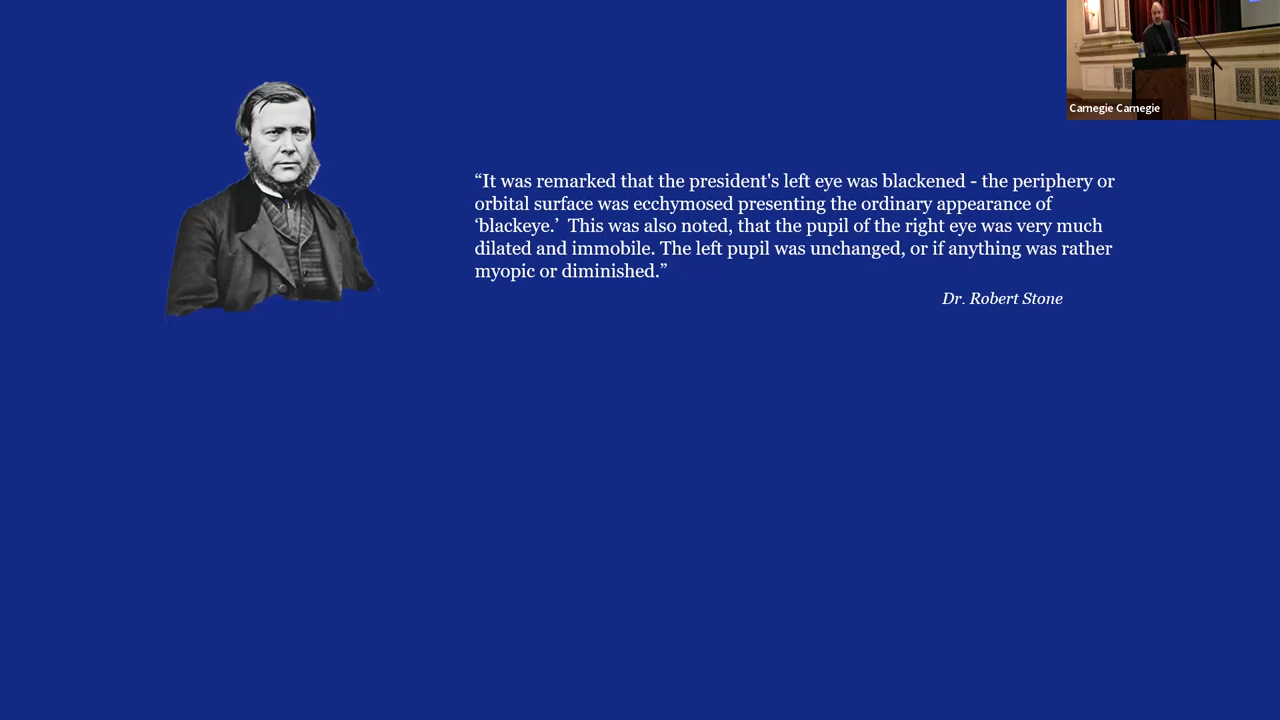 Carnegie Carnegie
“It was remarked that the president's left eye was blackened - the periphery or
orbital surface was ecchymosed presenting the ordinary appearance of
‘blackeye.’  This was also noted, that the pupil of the right eye was very much
dilated and immobile. The left pupil was unchanged, or if anything was rather
myopic or diminished.”
Dr. Robert Stone